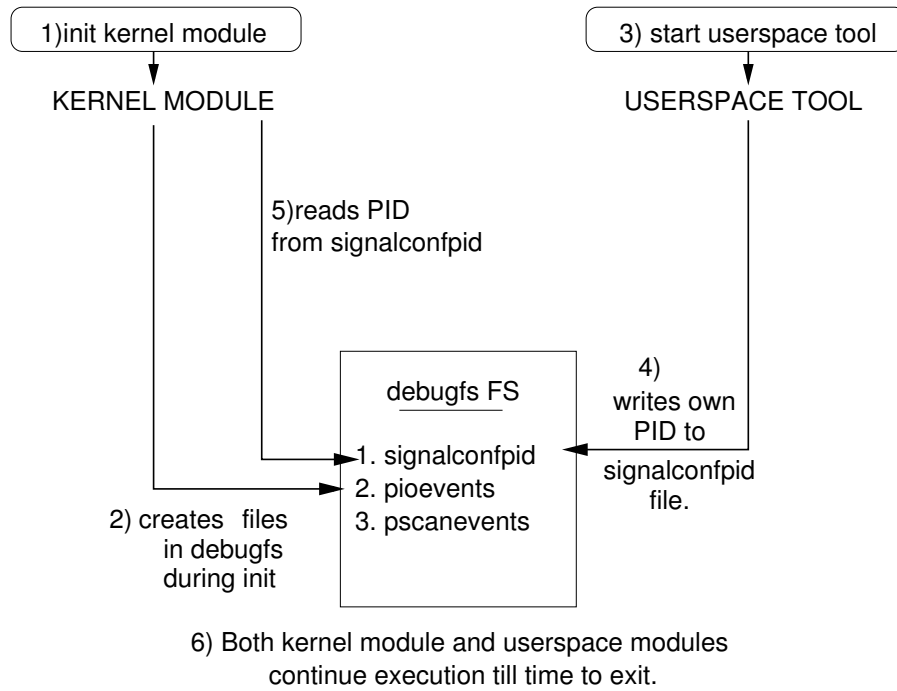 1)init kernel module
3) start userspace tool
KERNEL MODULE
USERSPACE TOOL
5)reads PID
from signalconfpid
debugfs FS
1. signalconfpid
2. pioevents
3. pscanevents
4)
writes own
PID to
signalconfpid
file.
2) creates files
in debugfs
during init
6) Both kernel module and userspace modules
continue execution till time to exit.